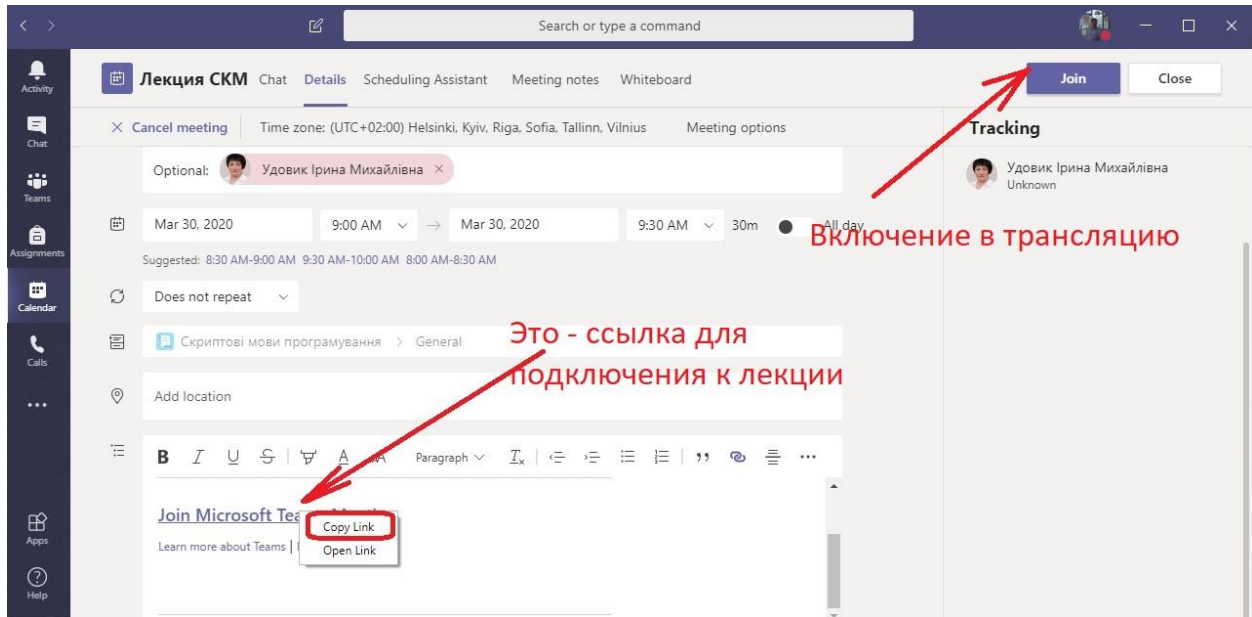 Search or type a command
Activity
Chat
Teams
Assignments
Calendar
Calls
Apps
Help
Лекция СКМ Chat Details Scheduling Assistant Meeting notes Whiteboard
Join Close
Cancel meeting Time zone: (UTC+02:00) Helsinki, Kyiv, Riga, Sofia, Tallinn, Vilnius Meeting options
Optional: Удовик Ірина Михайлівна
Mar 30, 2020 9:00 AM → Mar 30, 2020 9:30 AM 30m All day
Suggested: 8:30 AM-9:00 AM 9:30 AM-10:00 AM 8:00 AM-8:30 AM
Does not repeat
Скриптові мови програмування > General
Add location
B I U S A AA Paragraph
Join Microsoft Tea
Learn more about Teams |
Copy Link
Open Link
Tracking
Удовик Ірина Михайлівна
Unknown
Включение в трансляцию
Это - ссылка для
подключения к лекции